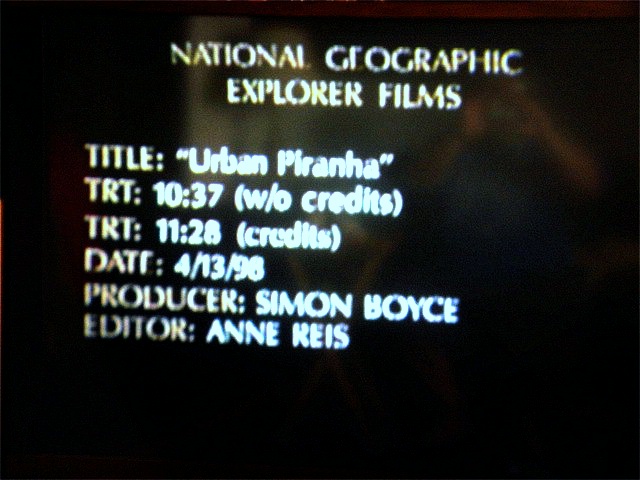 NATIONAL GEOGRAPHIC
EXPLORER FILMS
TITLE: "Urban Piranha"
TRT: 10:37 (w/o credits)
TRT: 11:28 (credits)
DATE: 4/13/98
PRODUCER: SIMON BOYCE
EDITOR: ANNE REIS